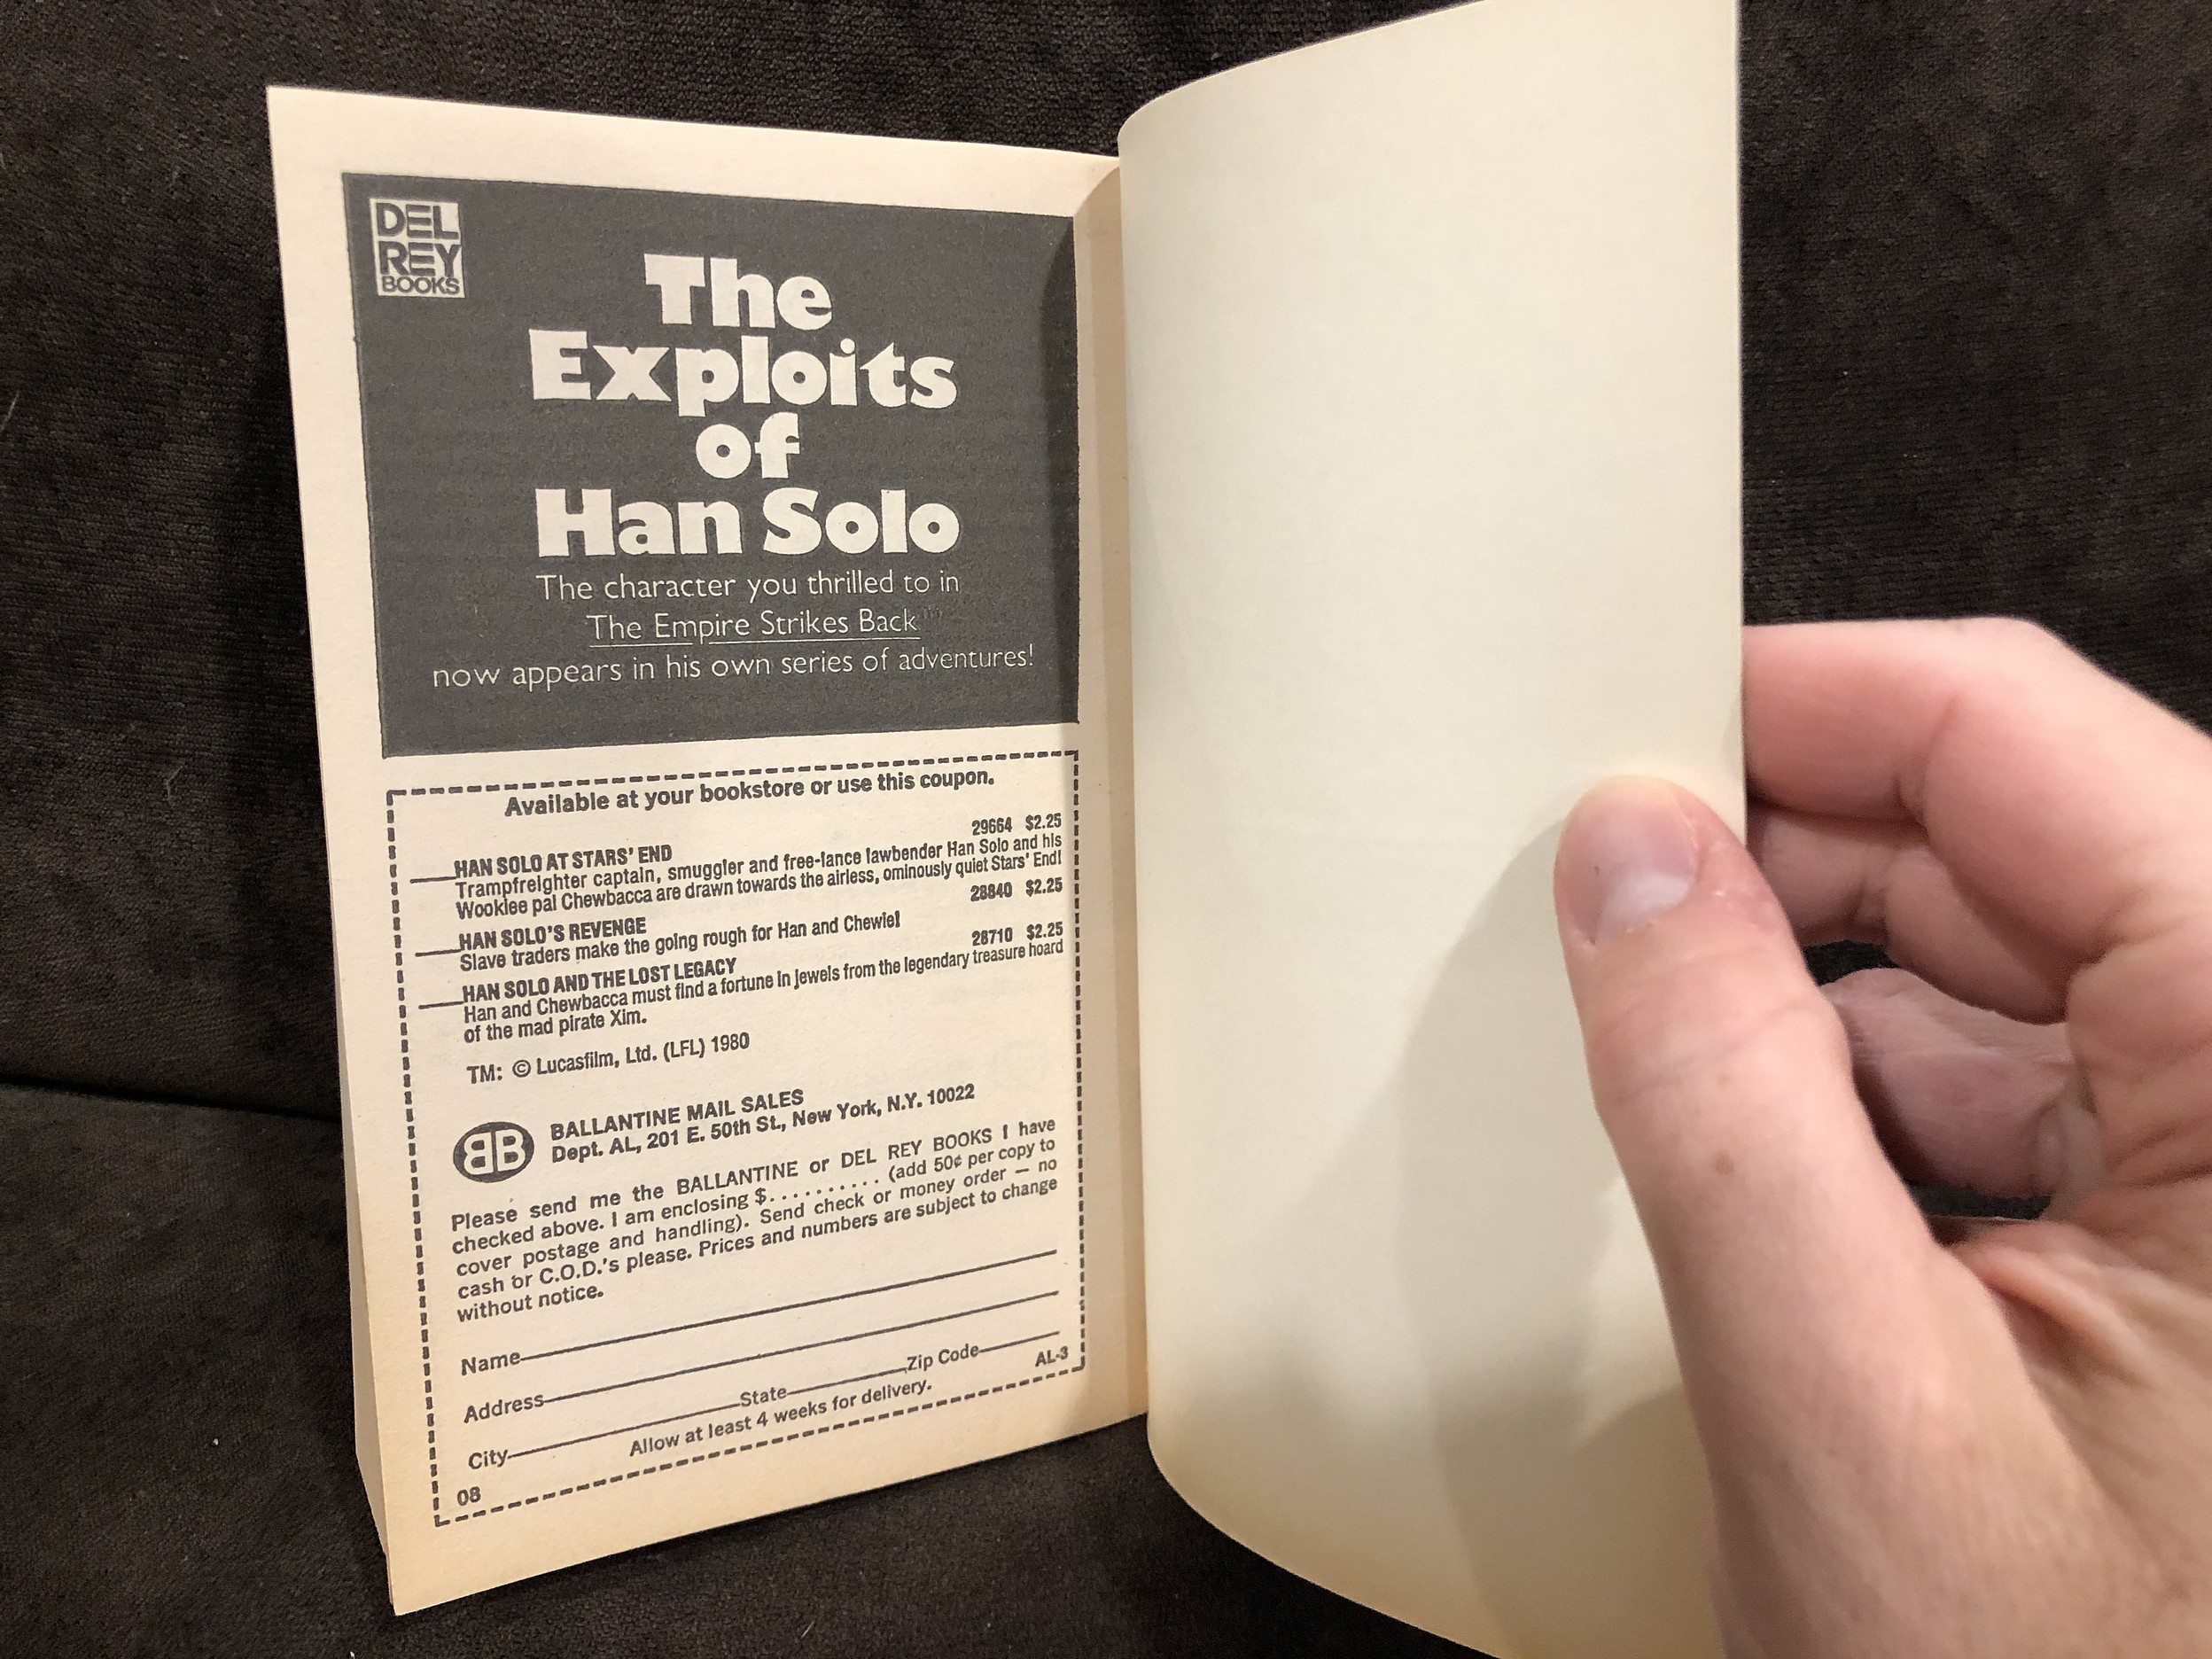 DEL
REY
BOOKS
The
Exploits
of
Han Solo
The character you thrilled to in
The Empire Strikes Back™
now appears in his own series of adventures!
Available at your bookstore or use this coupon.
29664 $2.25
____HAN SOLO AT STARS' END
Trampfreighter captain, smuggler and free-lance lawbender Han Solo and his
Wookiee pal Chewbacca are drawn towards the airless, ominously quiet Stars' End!
28840 $2.25
____HAN SOLO'S REVENGE
Slave traders make the going rough for Han and Chewie!
28710 $2.25
____HAN SOLO AND THE LOST LEGACY
Han and Chewbacca must find a fortune in jewels from the legendary treasure hoard
of the mad pirate Xim.
TM: © Lucasfilm, Ltd. (LFL) 1980
BB
BALLANTINE MAIL SALES
Dept. AL, 201 E. 50th St., New York, N.Y. 10022
Please send me the BALLANTINE or DEL REY BOOKS I have
checked above. I am enclosing $.......... (add 50¢ per copy to
cover postage and handling). Send check or money order — no
cash or C.O.D.'s please. Prices and numbers are subject to change
without notice.
Name
Address
City State Zip Code
Allow at least 4 weeks for delivery.
AL-3
08